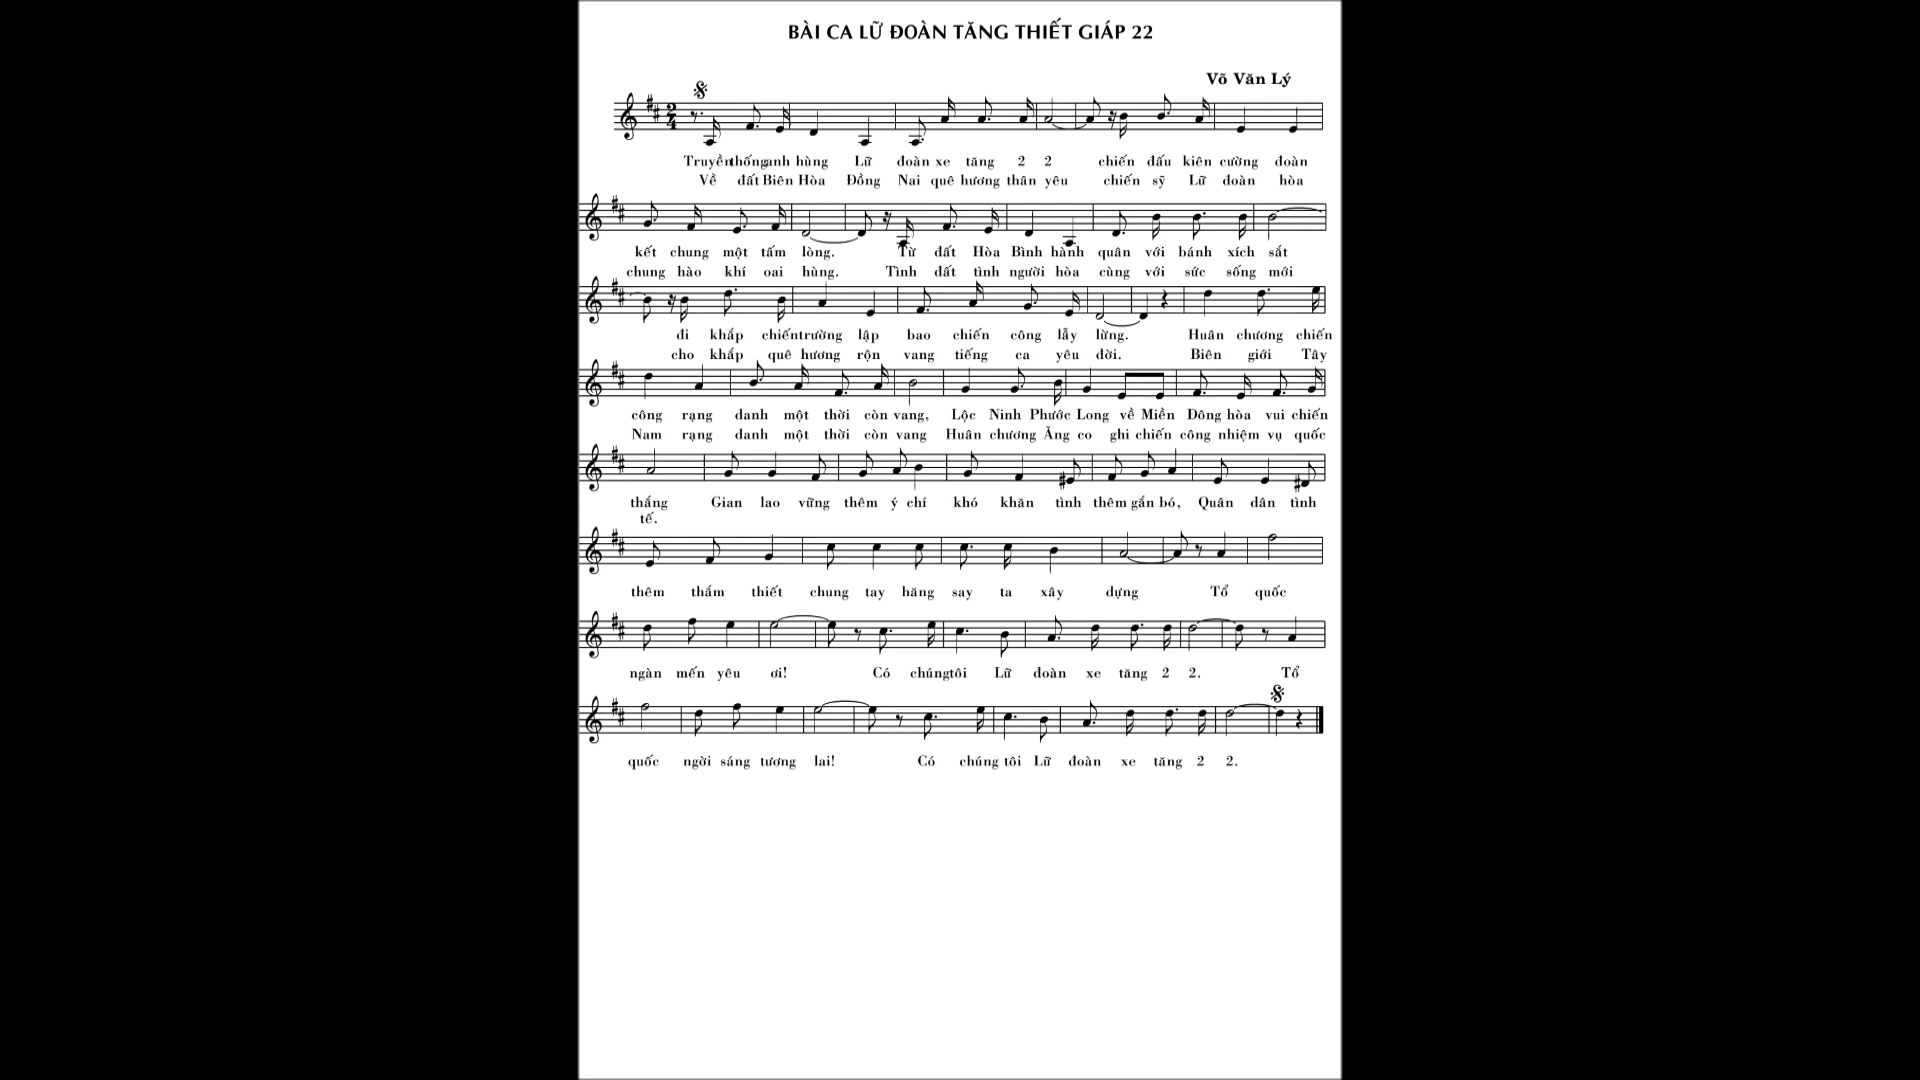 BÀI CA LỮ ĐOÀN TĂNG THIẾT GIÁP 22
Võ Văn Lý
2
4
Truyền thống anh hùng Lữ đoàn xe tăng 2 2 chiến đấu kiên cường đoàn
Về đất Biên Hòa Đồng Nai quê hương thân yêu chiến sỹ Lữ đoàn hòa
kết chung một tấm lòng. Từ đất Hòa Bình hành quân với bánh xích sắt
chung hào khí oai hùng. Tình đất tình người hòa cùng với sức sống mới
đi khắp chiến trường lập bao chiến công lẫy lừng. Huân chương chiến
cho khắp quê hương rộn vang tiếng ca yêu đời. Biên giới Tây
công rạng danh một thời còn vang, Lộc Ninh Phước Long về Miền Đông hòa vui chiến
Nam rạng danh một thời còn vang Huân chương Ăng co ghi chiến công nhiệm vụ quốc
thắng Gian lao vững thêm ý chí khó khăn tình thêm gắn bó, Quân dân tình
tế.
thêm thắm thiết chung tay hăng say ta xây dựng Tổ quốc
ngàn mến yêu ơi! Có chúng tôi Lữ đoàn xe tăng 2 2. Tổ
quốc ngời sáng tương lai! Có chúng tôi Lữ đoàn xe tăng 2 2.